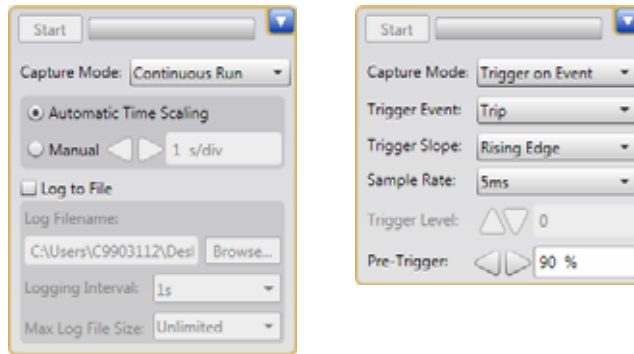 Start
Capture Mode: Continuous Run
Automatic Time Scaling
Manual 1 s/div
Log to File
Log Filename:
C:\Users\C9903112\Desl Browse...
Logging Interval: 1s
Max Log File Size: Unlimited
Start
Capture Mode: Trigger on Event
Trigger Event: Trip
Trigger Slope: Rising Edge
Sample Rate: 5ms
Trigger Level: 0
Pre-Trigger: 90 %